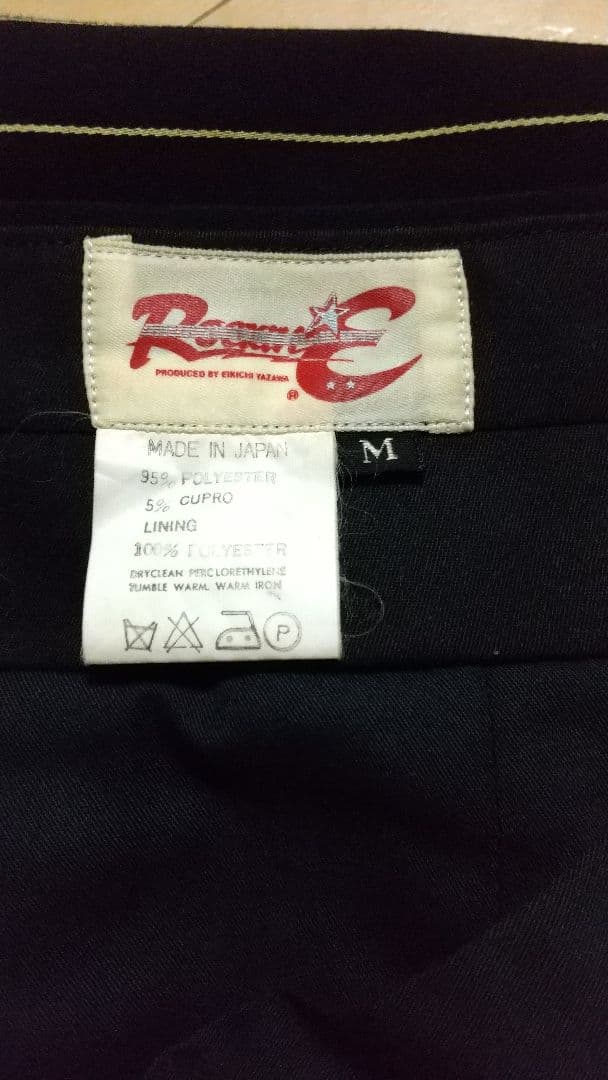 Rockin'E
PRODUCED BY EIKICHI YAZAWA
®
MADE IN JAPAN
M
95% POLYESTER
5% CUPRO
LINING
100% POLYESTER
DRYCLEAN PERCLORETHYLENE
TUMBLE WARM. WARM IRON
P